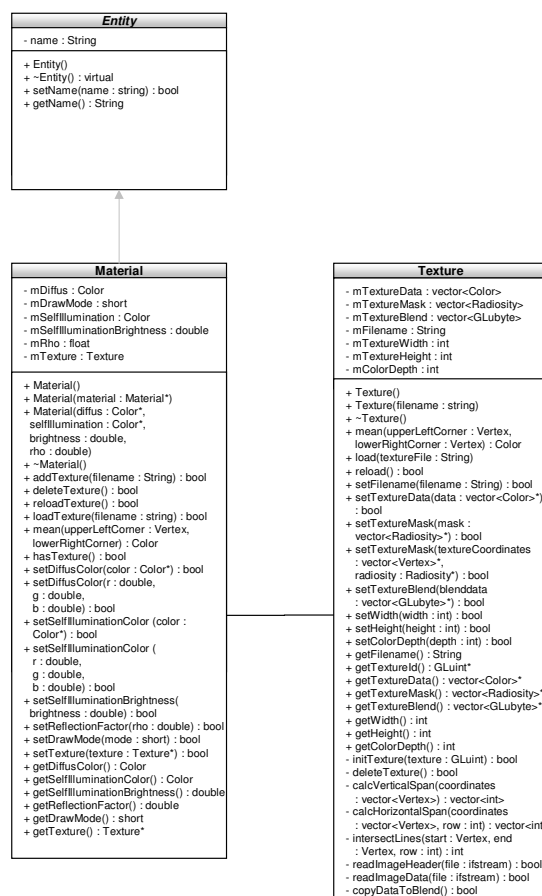 Entity
- name : String
+ Entity()
+ ~Entity() : virtual
+ setName(name : string) : bool
+ getName() : String
Material
- mDiffus : Color
- mDrawMode : short
- mSelfIllumination : Color
- mSelfIlluminationBrightness : double
- mRho : float
- mTexture : Texture
+ Material()
+ Material(material : Material*)
+ Material(diffus : Color*,
selfIllumination : Color*,
brightness : double,
rho : double)
+ ~Material()
+ addTexture(filename : String) : bool
+ deleteTexture() : bool
+ reloadTexture() : bool
+ loadTexture(filename : string) : bool
+ mean(upperLeftCorner : Vertex,
lowerRightCorner) : Color
+ hasTexture() : bool
+ setDiffusColor(color : Color*) : bool
+ setDiffusColor(r : double,
g : double,
b : double) : bool
+ setSelfIlluminationColor (color :
Color*) : bool
+ setSelfIlluminationColor (
r : double,
g : double,
b : double) : bool
+ setSelfIlluminationBrightness(
brightness : double) : bool
+ setReflectionFactor(rho : double) : bool
+ setDrawMode(mode : short) : bool
+ setTexture(texture : Texture*) : bool
+ getDiffusColor() : Color
+ getSelfIlluminationColor() : Color
+ getSelfIlluminationBrightness() : double
+ getReflectionFactor() : double
+ getDrawMode() : short
+ getTexture() : Texture*
Texture
- mTextureData : vector<Color>
- mTextureMask : vector<Radiosity>
- mTextureBlend : vector<GLubyte>
- mFilename : String
- mTextureWidth : int
- mTextureHeight : int
- mColorDepth : int
+ Texture()
+ Texture(filename : string)
+ ~Texture()
+ mean(upperLeftCorner : Vertex,
lowerRightCorner : Vertex) : Color
+ load(textureFile : String)
+ reload() : bool
+ setFilename(filename : String) : bool
+ setTextureData(data : vector<Color>*)
: bool
+ setTextureMask(mask :
vector<Radiosity>*) : bool
+ setTextureMask(textureCoordinates
: vector<Vertex>*,
radiosity : Radiosity*) : bool
+ setTextureBlend(blenddata
: vector<GLubyte>*) : bool
+ setWidth(width : int) : bool
+ setHeight(height : int) : bool
+ setColorDepth(depth : int) : bool
+ getFilename() : String
+ getTextureId() : GLuint*
+ getTextureData() : vector<Color>*
+ getTextureMask() : vector<Radiosity>*
+ getTextureBlend() : vector<GLubyte>*
+ getWidth() : int
+ getHeight() : int
+ getColorDepth() : int
- initTexture(texture : GLuint) : bool
- deleteTexture() : bool
- calcVerticalSpan(coordinates
: vector<Vertex>) : vector<int>
- calcHorizontalSpan(coordinates
: vector<Vertex>, row : int) : vector<int
- intersectLines(start : Vertex, end
: Vertex, row : int) : int
- readImageHeader(file : ifstream) : bool
- readImageData(file : ifstream) : bool
- copyDataToBlend() : bool